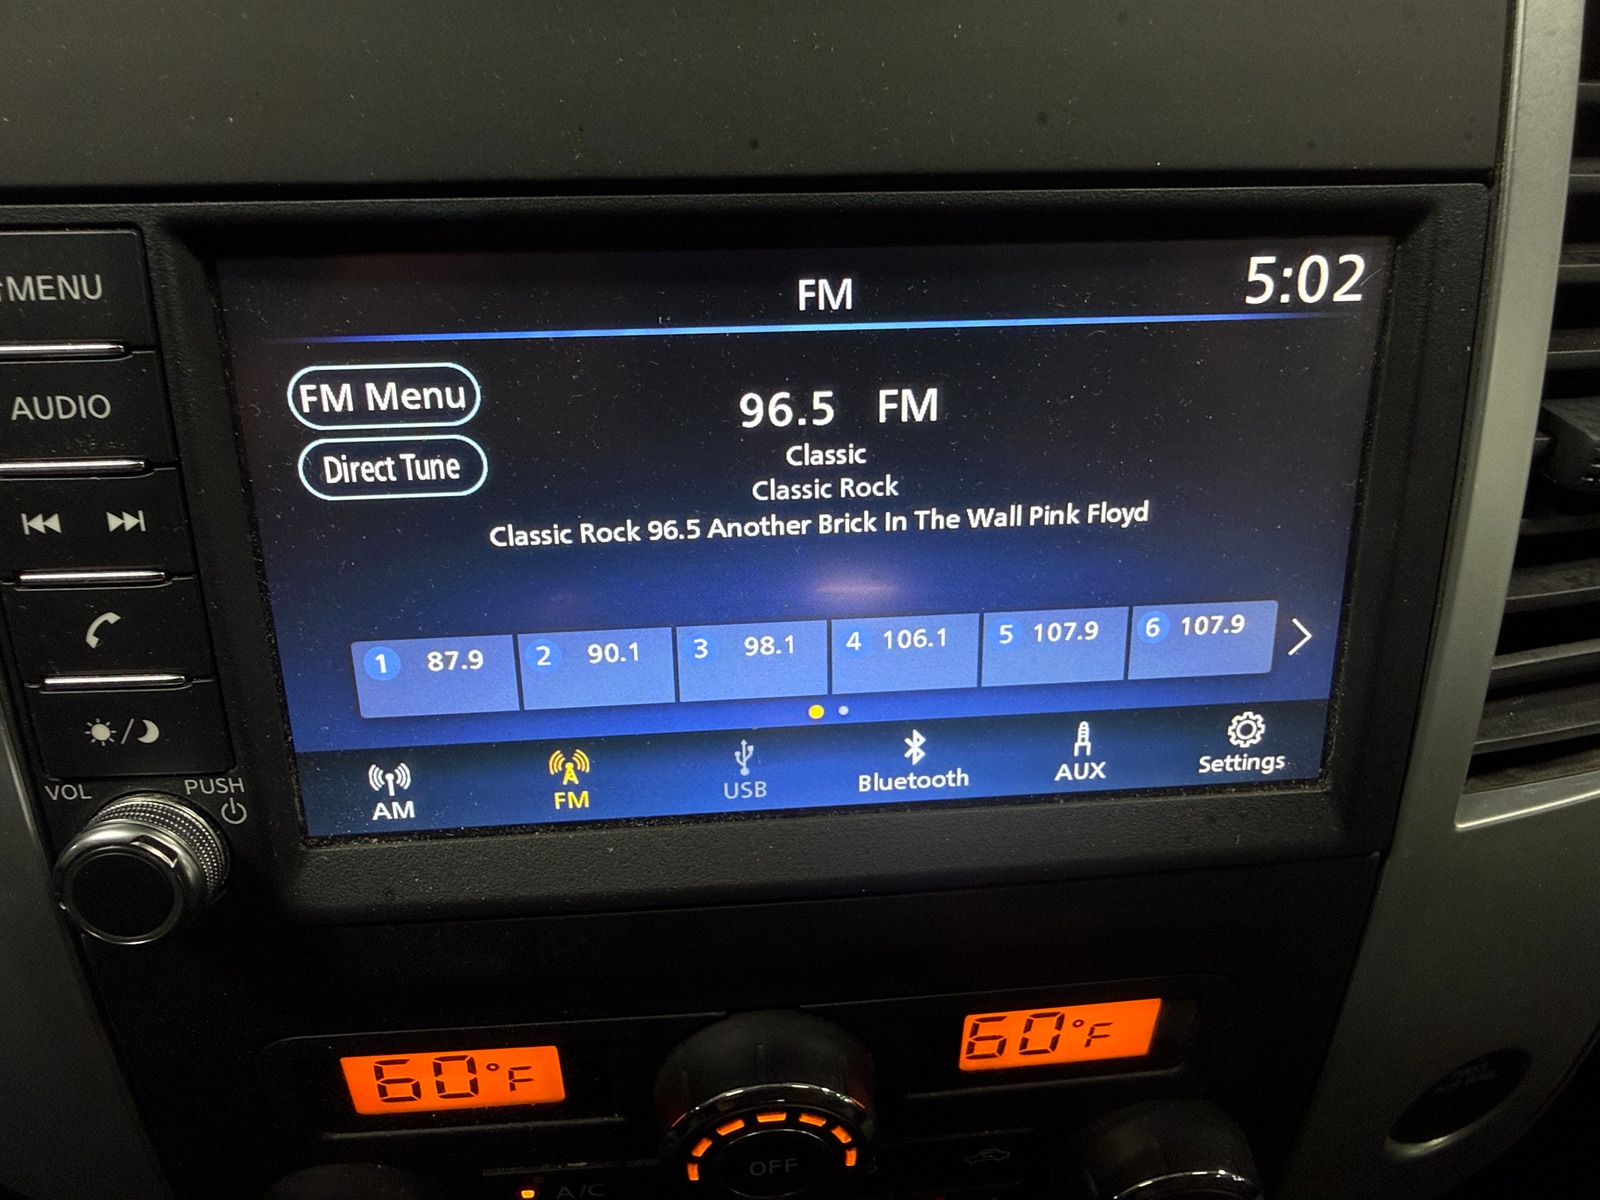 MENU
AUDIO
VOL
PUSH
FM
5:02
FM Menu
Direct Tune
96.5 FM
Classic
Classic Rock
Classic Rock 96.5 Another Brick In The Wall Pink Floyd
1 87.9
2 90.1
3 98.1
4 106.1
5 107.9
6 107.9
AM
FM
USB
Bluetooth
AUX
Settings
60°F
60°F
OFF
A/C